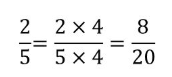 2/5 = (2 × 4)/(5 × 4) = 8/20